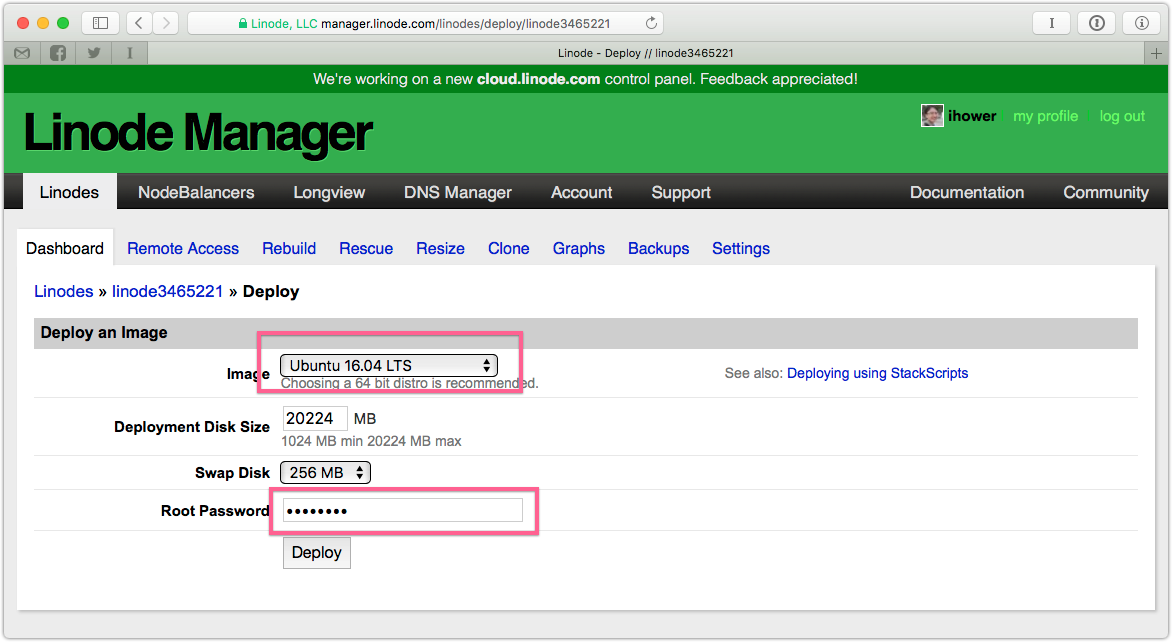 Linode, LLC manager.linode.com/linodes/deploy/linode3465221
Linode - Deploy // linode3465221
We're working on a new cloud.linode.com control panel. Feedback appreciated!
Linode Manager
ihower my profile log out
Linodes NodeBalancers Longview DNS Manager Account Support Documentation Community
Dashboard Remote Access Rebuild Rescue Resize Clone Graphs Backups Settings
Linodes » linode3465221 » Deploy
Deploy an Image
Image Ubuntu 16.04 LTS
Choosing a 64 bit distro is recommended.
See also: Deploying using StackScripts
Deployment Disk Size 20224 MB
1024 MB min 20224 MB max
Swap Disk 256 MB
Root Password ••••••••
Deploy